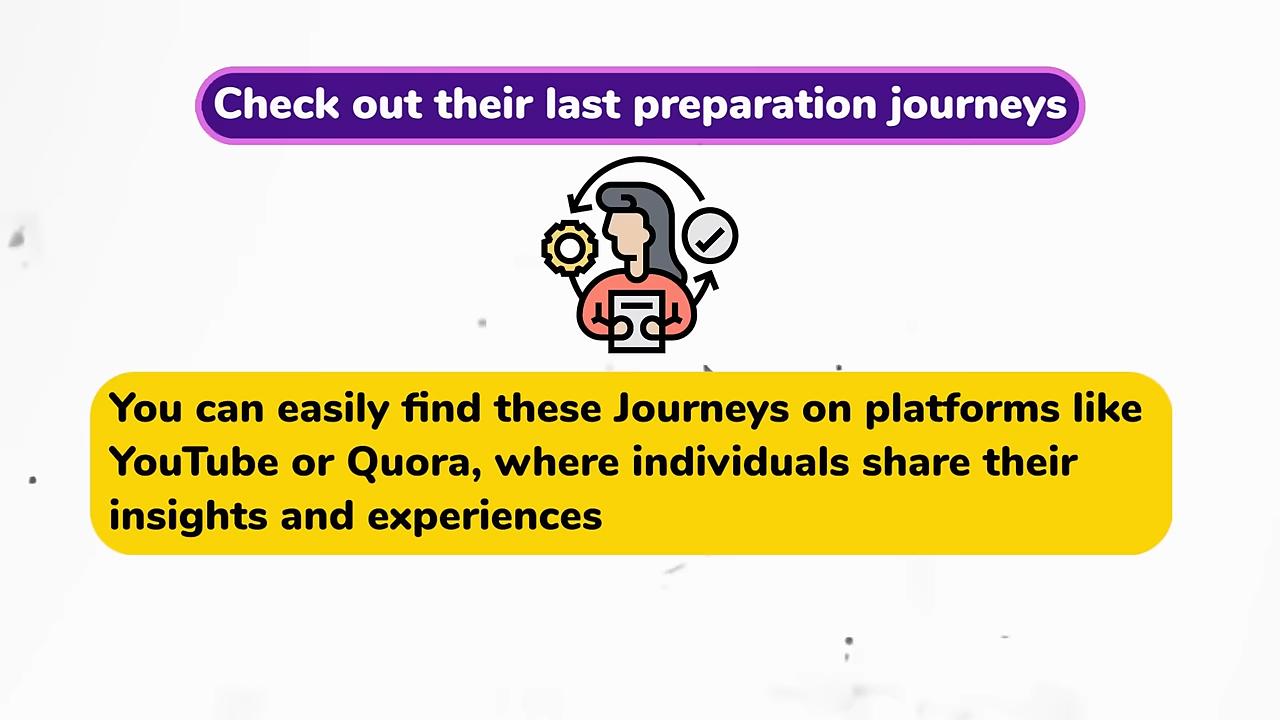 Check out their last preparation journeys
You can easily find these Journeys on platforms like
YouTube or Quora, where individuals share their
insights and experiences